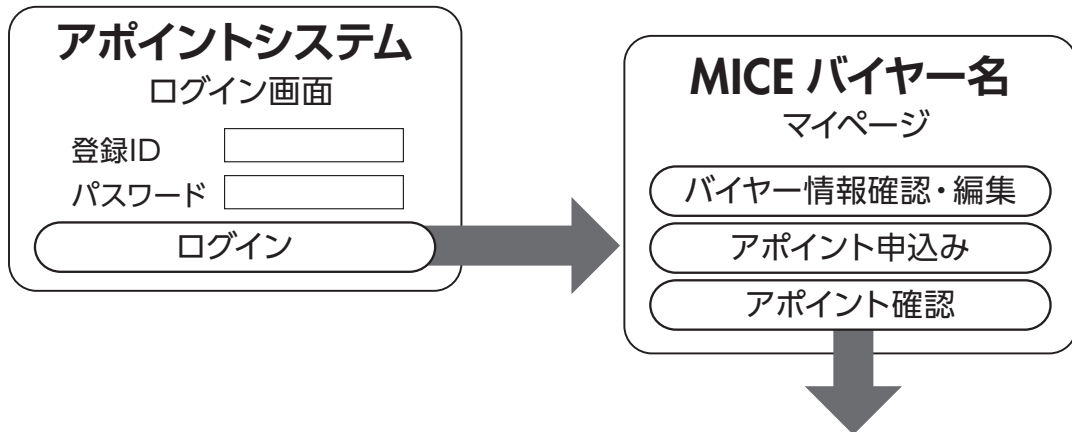 アポイントシステム
ログイン画面
登録ID
パスワード
ログイン
MICE バイヤー名
マイページ
バイヤー情報確認・編集
アポイント申込み
アポイント確認